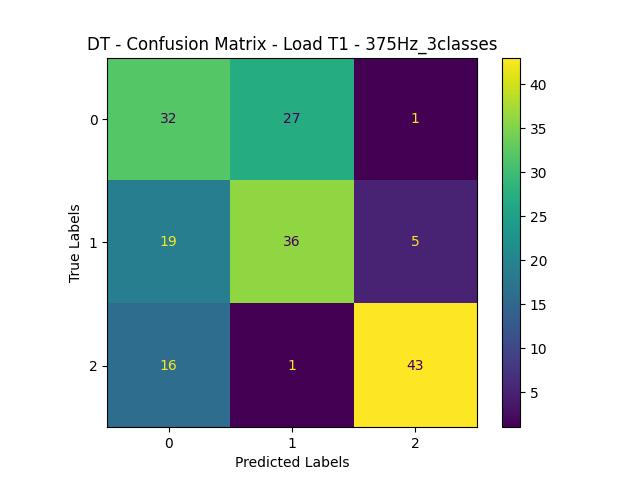 DT - Confusion Matrix - Load T1 - 375Hz_3classes
True Labels
0 32 27 1
1 19 36 5
2 16 1 43
0 1 2
Predicted Labels
40
35
30
25
20
15
10
5